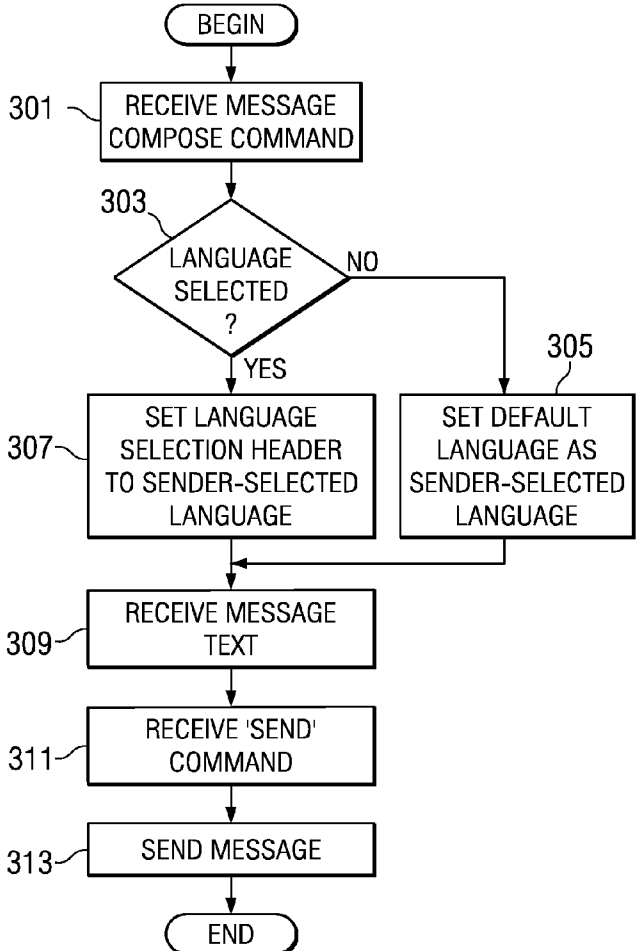 BEGIN
301
RECEIVE MESSAGE
COMPOSE COMMAND
303
LANGUAGE
SELECTED
?
NO
YES
305
307
SET LANGUAGE
SELECTION HEADER
TO SENDER-SELECTED
LANGUAGE
SET DEFAULT
LANGUAGE AS
SENDER-SELECTED
LANGUAGE
309
RECEIVE MESSAGE
TEXT
311
RECEIVE 'SEND'
COMMAND
313
SEND MESSAGE
END